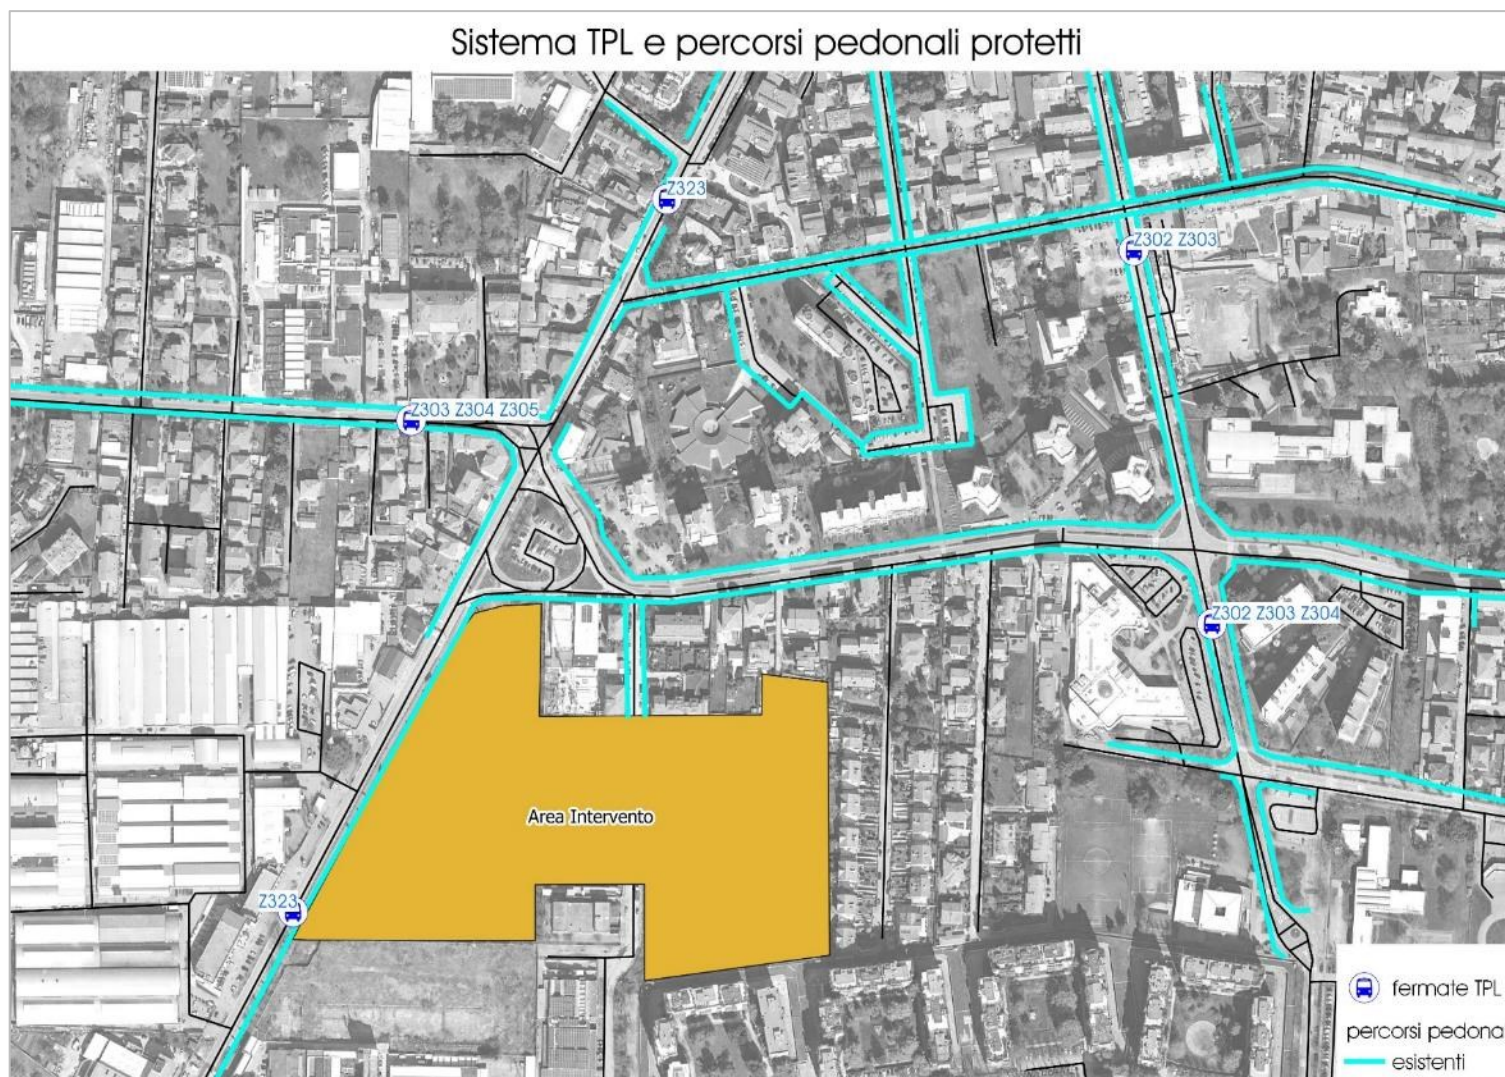 Sistema TPL e percorsi pedonali protetti
Z323
Z302 Z303
Z303 Z304 Z305
Z302 Z303 Z304
Area Intervento
Z323
fermate TPL
percorsi pedona
esistenti